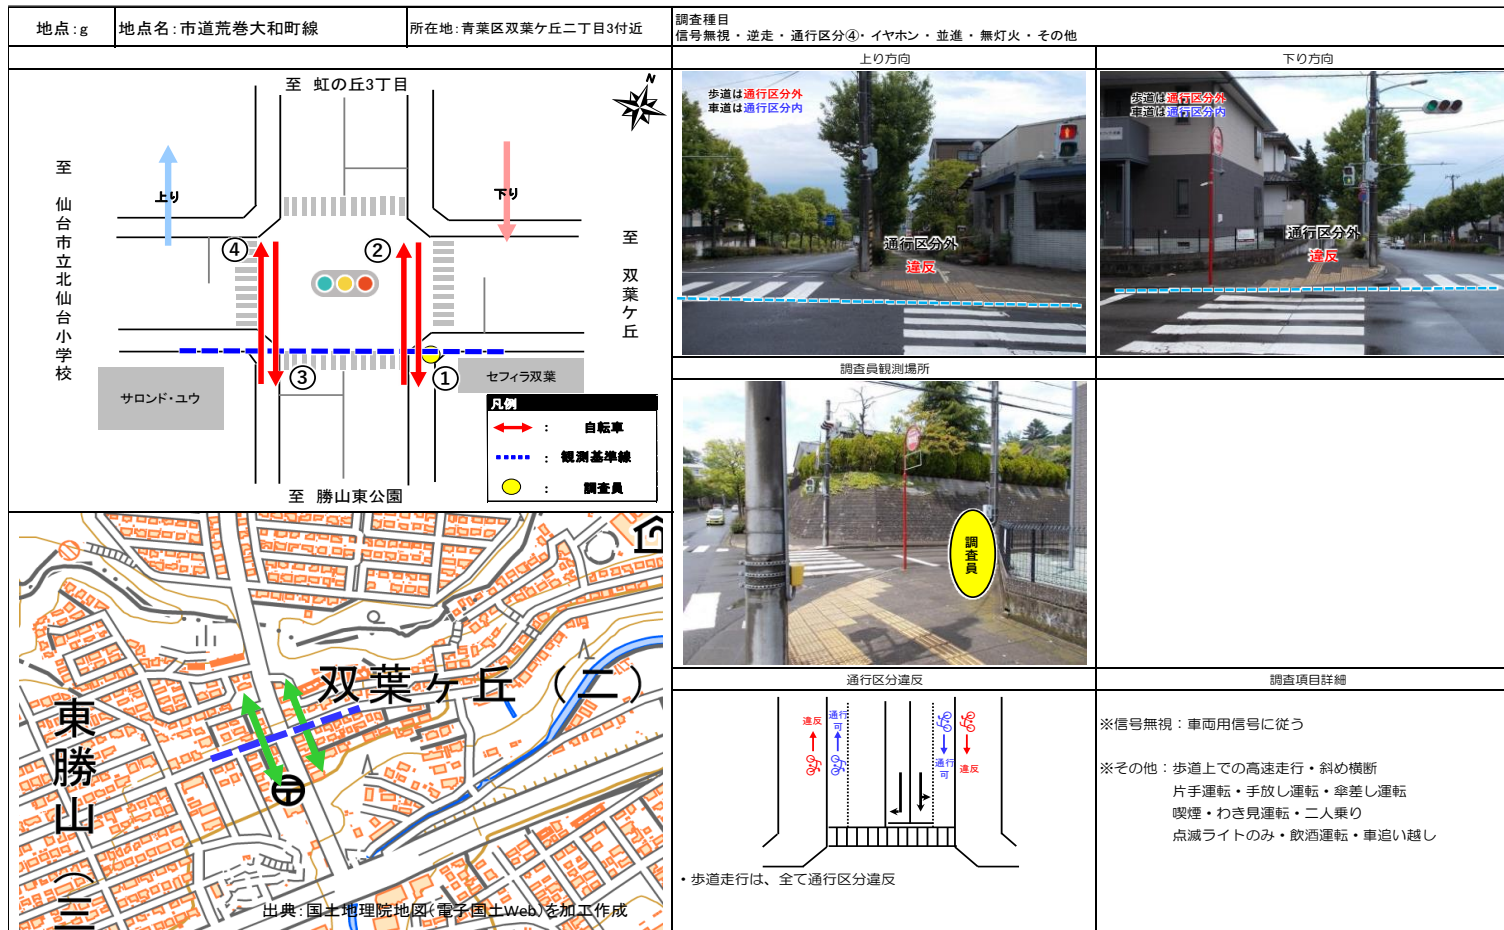 地点:g
地点名:市道荒巻大和町線
所在地:青葉区双葉ケ丘二丁目3付近
調査種目
信号無視・逆走・通行区分④・イヤホン・並進・無灯火・その他
至 虹の丘3丁目
N
至 仙台市立北仙台小学校
上り
下り
至 双葉ケ丘
④
②
③
①
サロンド・ユウ
セフィラ双葉
凡例
: 自転車
: 観測基準線
: 調査員
至 勝山東公園
上り方向
歩道は通行区分外
車道は通行区分内
通行区分外
違反
下り方向
歩道は通行区分外
車道は通行区分内
通行区分外
違反
調査員観測場所
調査員
双葉ヶ丘(二)
東勝山(三
出典:国土地理院地図(電子国土Web)を加工作成
通行区分違反
違反
通行可
通行可
違反
・歩道走行は、全て通行区分違反
調査項目詳細
※信号無視:車両用信号に従う
※その他:歩道上での高速走行・斜め横断
片手運転・手放し運転・傘差し運転
喫煙・わき見運転・二人乗り
点滅ライトのみ・飲酒運転・車追い越し